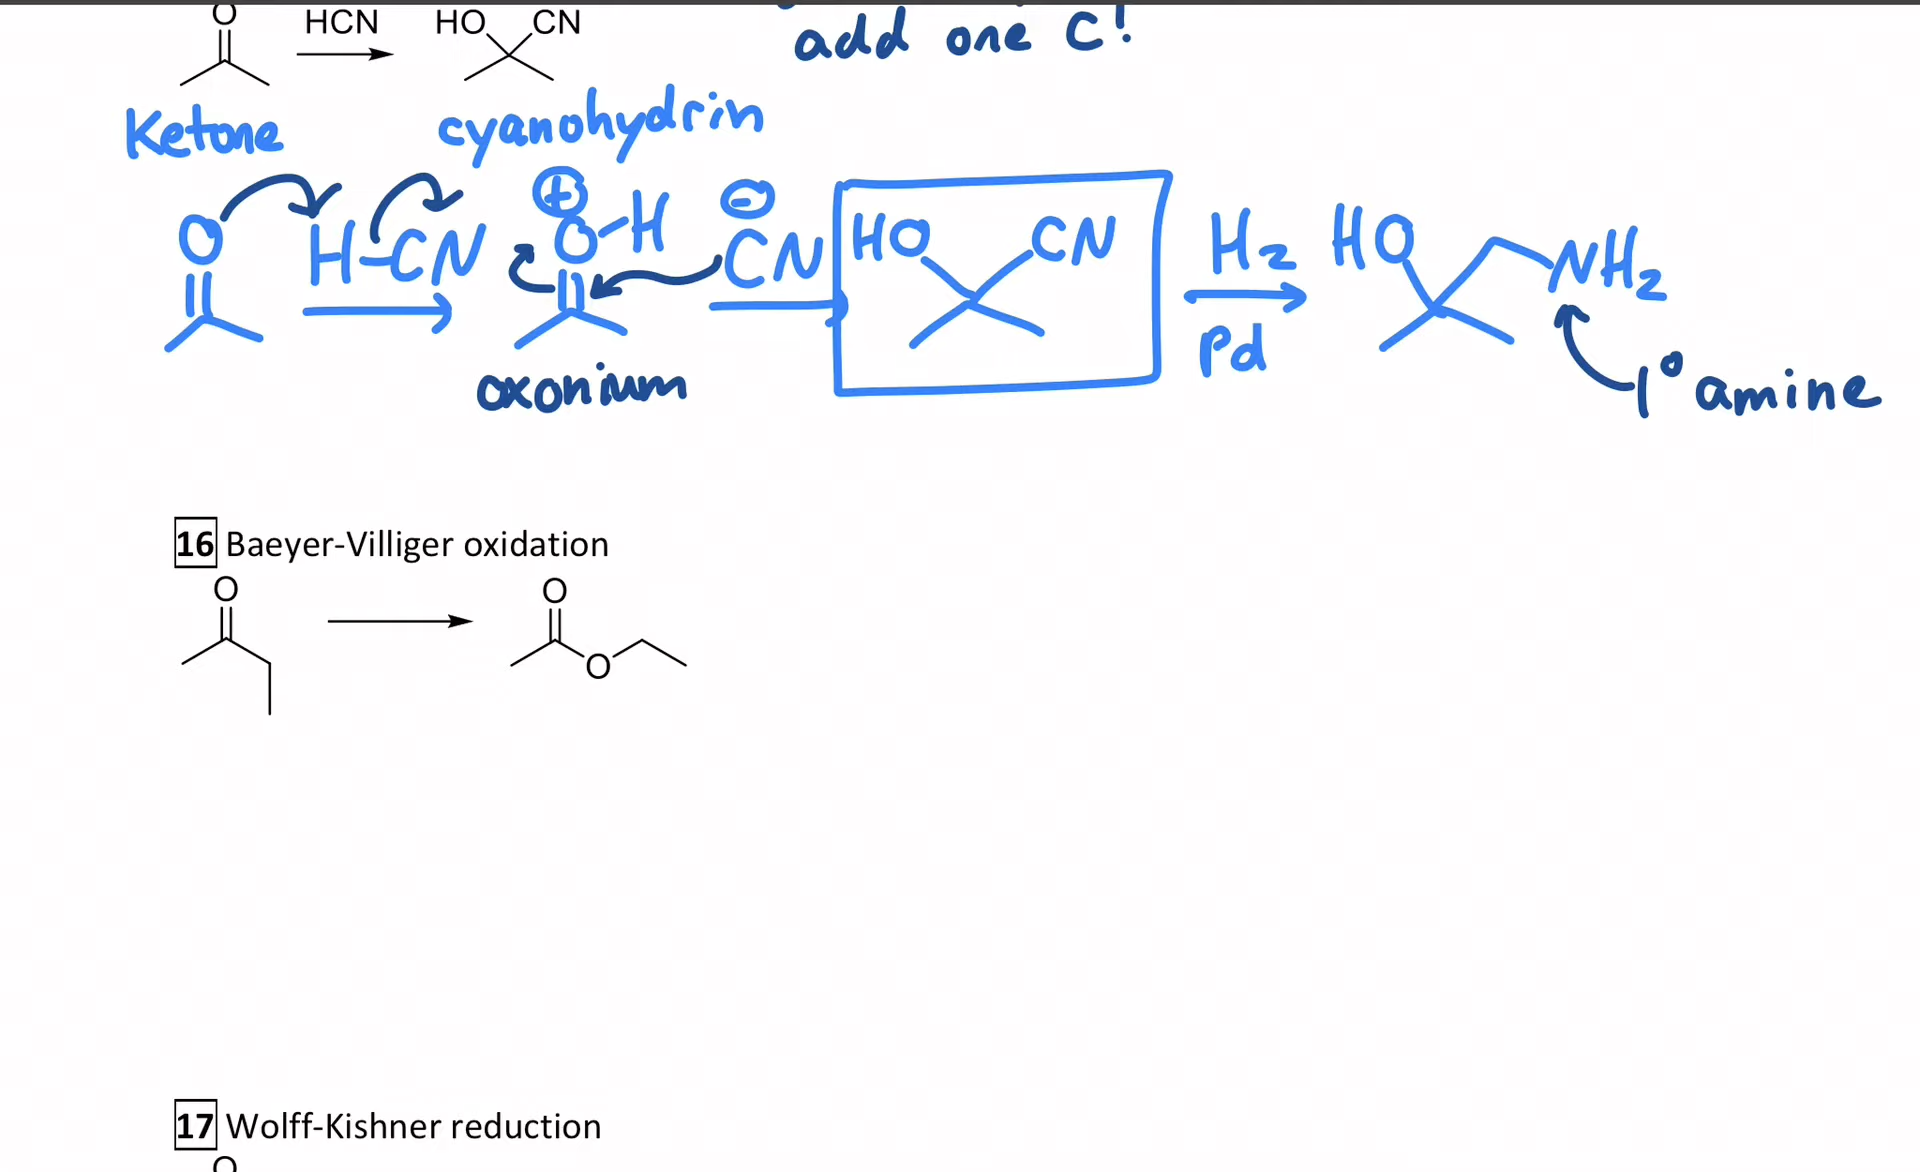 O HCN HO CN add one C!
Ketone cyanohydrin
O H-CN ⊕ O-H ⊖ CN HO CN H₂ Pd HO NH₂
oxonium 1° amine
16 Baeyer-Villiger oxidation
O O
O
17 Wolff-Kishner reduction
O